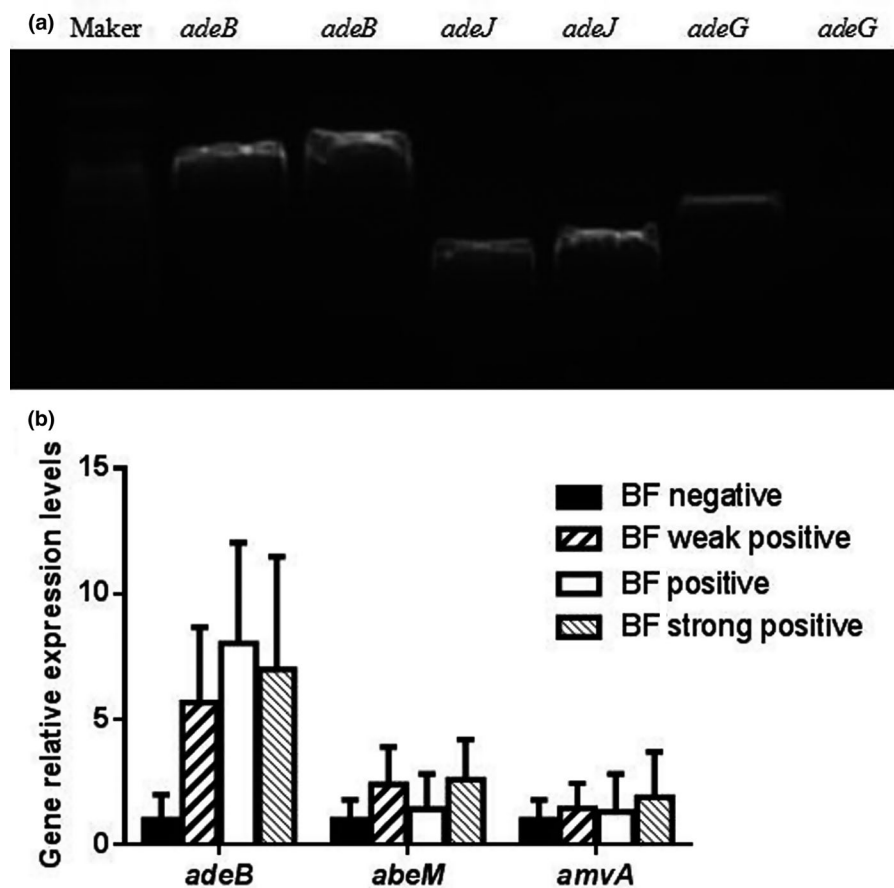 (a) Maker adeB adeB adeJ adeJ adeG adeG
(b)
Gene relative expression levels
15
10
5
0
BF negative
BF weak positive
BF positive
BF strong positive
adeB abeM amvA